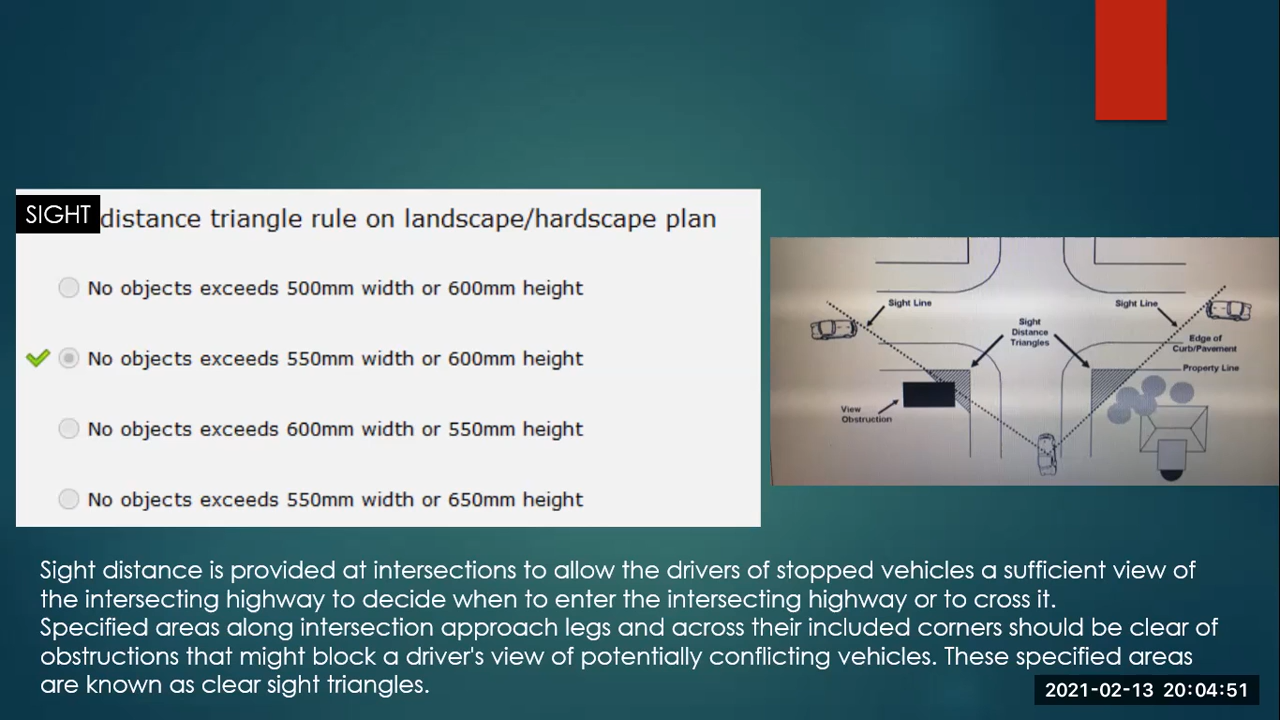 SIGHT distance triangle rule on landscape/hardscape plan
No objects exceeds 500mm width or 600mm height
No objects exceeds 550mm width or 600mm height
No objects exceeds 600mm width or 550mm height
No objects exceeds 550mm width or 650mm height
Sight Line
Sight Line
Sight
Distance
Triangles
Edge of
Curb/Pavement
Property Line
View
Obstruction
Sight distance is provided at intersections to allow the drivers of stopped vehicles a sufficient view of
the intersecting highway to decide when to enter the intersecting highway or to cross it.
Specified areas along intersection approach legs and across their included corners should be clear of
obstructions that might block a driver's view of potentially conflicting vehicles. These specified areas
are known as clear sight triangles.
2021-02-13 20:04:51